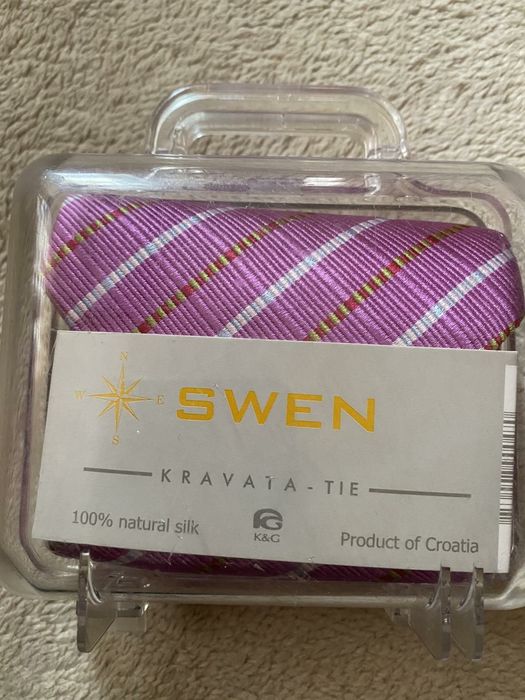 N
W E
S
SWEN
KRAVATA - TIE
100% natural silk
K&G
Product of Croatia